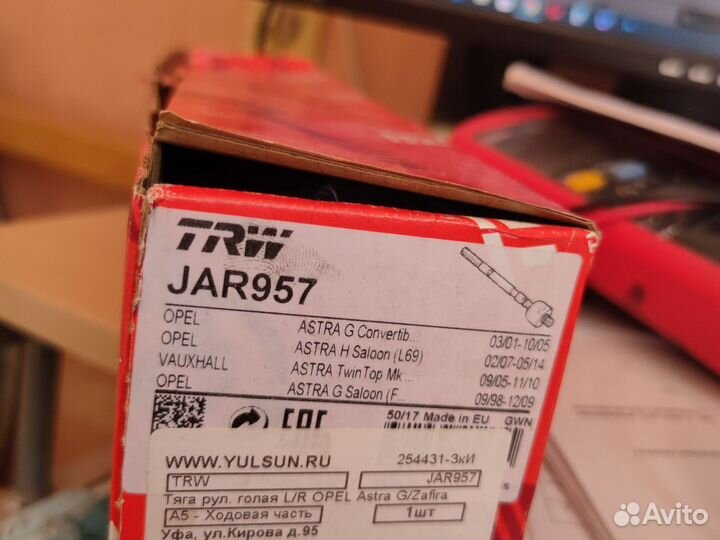 TRW
JAR957
OPEL ASTRA G Convertib... 03/01-10/05
OPEL ASTRA H Saloon (L69) 02/07-05/14
VAUXHALL ASTRA TwinTop Mk... 09/05-11/10
OPEL ASTRA G Saloon (F... 09/98-12/09
EAC 50/17 Made in EU GWN
WWW.YULSUN.RU 254431-3кИ
TRW JAR957
Тяга рул. голая L/R OPEL Astra G/Zafira
А5 - Ходовая часть 1шт
Уфа, ул.Кирова д.95
Avito